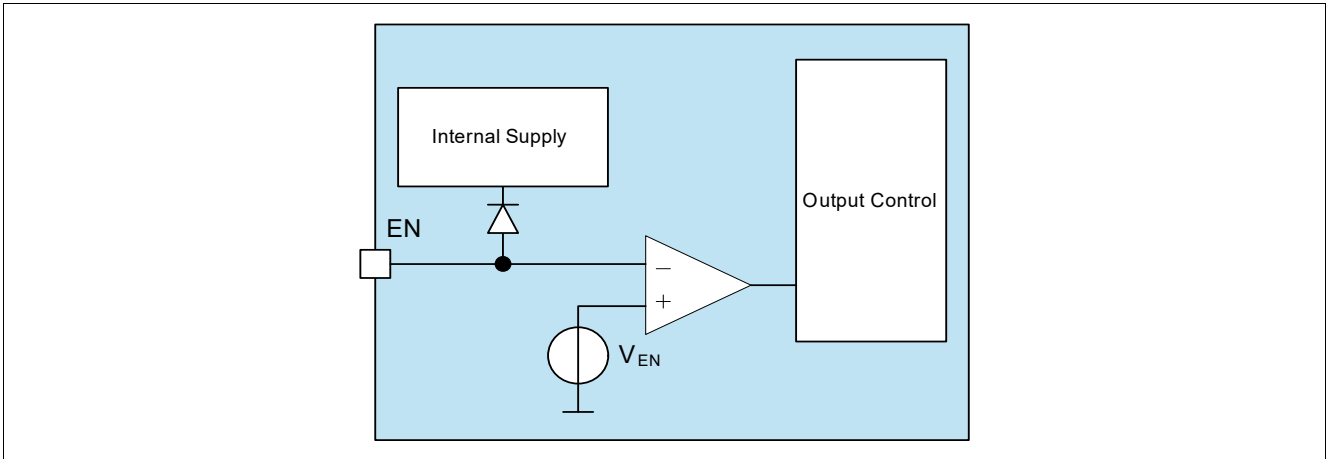 Internal Supply
Output Control
EN
−
+
VEN